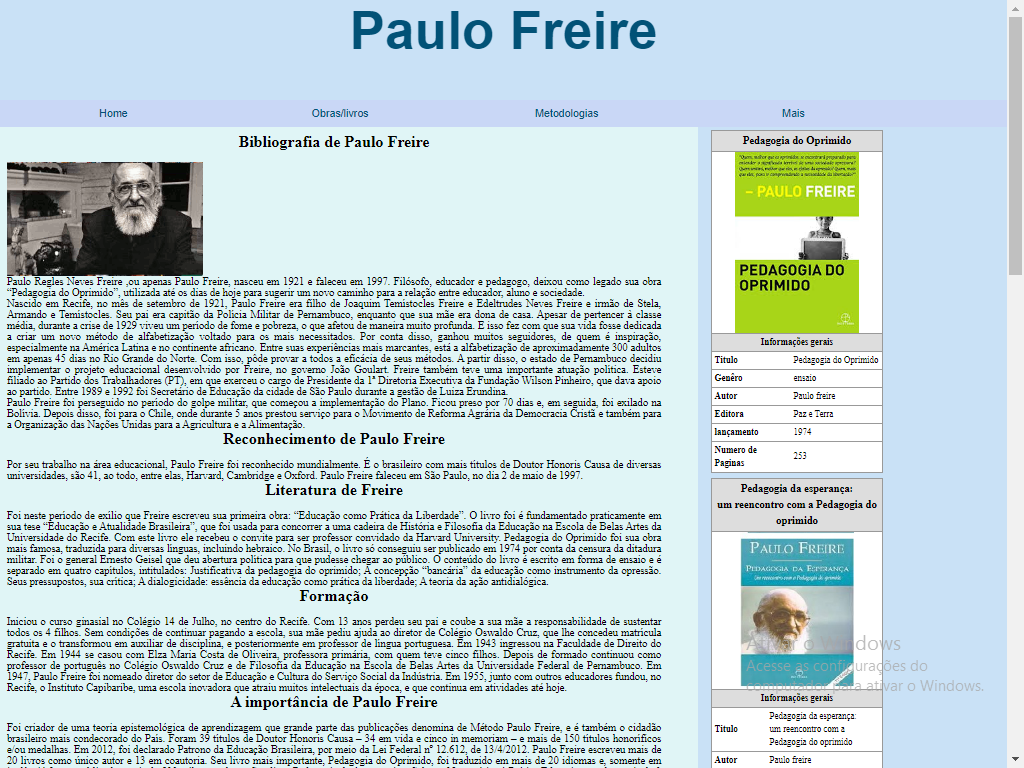 Paulo Freire
Home
Obras/livros
Metodologias
Mais
Bibliografia de Paulo Freire
Paulo Regles Neves Freire ,ou apenas Paulo Freire, nasceu em 1921 e faleceu em 1997. Filósofo, educador e pedagogo, deixou como legado sua obra
“Pedagogia do Oprimido”, utilizada até os dias de hoje para sugerir um novo caminho para a relação entre educador, aluno e sociedade.
Nascido em Recife, no mês de setembro de 1921, Paulo Freire era filho de Joaquim Temístocles Freire e Edeltrudes Neves Freire e irmão de Stela,
Armando e Temístocles. Seu pai era capitão da Polícia Militar de Pernambuco, enquanto que sua mãe era dona de casa. Apesar de pertencer à classe
média, durante a crise de 1929 viveu um período de fome e pobreza, o que afetou de maneira muito profunda. E isso fez com que sua vida fosse dedicada
a criar um novo método de alfabetização voltado para os mais necessitados. Por conta disso, ganhou muitos seguidores, de quem é inspiração,
especialmente na América Latina e no continente africano. Entre suas experiências mais marcantes, está a alfabetização de aproximadamente 300 adultos
em apenas 45 dias no Rio Grande do Norte. Com isso, pôde provar a todos a eficácia de seus métodos. A partir disso, o estado de Pernambuco decidiu
implementar o projeto educacional desenvolvido por Freire, no governo João Goulart. Freire também teve uma importante atuação política. Esteve
filiado ao Partido dos Trabalhadores (PT), em que exerceu o cargo de Presidente da 1ª Diretoria Executiva da Fundação Wilson Pinheiro, que dava apoio
ao partido. Entre 1989 e 1992 foi Secretário de Educação da cidade de São Paulo durante a gestão de Luiza Erundina.
Paulo Freire foi perseguido no período do golpe militar, que começou a implementação do Plano. Ficou preso por 70 dias e, em seguida, foi exilado na
Bolívia. Depois disso, foi para o Chile, onde durante 5 anos prestou serviço para o Movimento de Reforma Agrária da Democracia Cristã e também para
a Organização das Nações Unidas para a Agricultura e a Alimentação.
Reconhecimento de Paulo Freire
Por seu trabalho na área educacional, Paulo Freire foi reconhecido mundialmente. É o brasileiro com mais títulos de Doutor Honoris Causa de diversas
universidades, são 41, ao todo, entre elas, Harvard, Cambridge e Oxford. Paulo Freire faleceu em São Paulo, no dia 2 de maio de 1997.
Literatura de Freire
Foi neste período de exílio que Freire escreveu sua primeira obra: “Educação como Prática da Liberdade”. O livro foi é fundamentado praticamente em
sua tese “Educação e Atualidade Brasileira”, que foi usada para concorrer a uma cadeira de História e Filosofia da Educação na Escola de Belas Artes da
Universidade do Recife. Com este livro ele recebeu o convite para ser professor convidado da Harvard University. Pedagogia do Oprimido foi sua obra
mais famosa, traduzida para diversas línguas, incluindo hebraico. No Brasil, o livro só conseguiu ser publicado em 1974 por conta da censura da ditadura
militar. Foi o general Ernesto Geisel que deu abertura política para que pudesse chegar ao público. O conteúdo do livro é escrito em forma de ensaio e é
separado em quatro capítulos, intitulados: Justificativa da pedagogia do oprimido; A concepção “bancária” da educação como instrumento da opressão.
Seus pressupostos, sua crítica; A dialogicidade: essência da educação como prática da liberdade; A teoria da ação antidialógica.
Formação
Iniciou o curso ginasial no Colégio 14 de Julho, no centro do Recife. Com 13 anos perdeu seu pai e coube a sua mãe a responsabilidade de sustentar
todos os 4 filhos. Sem condições de continuar pagando a escola, sua mãe pediu ajuda ao diretor de Colégio Oswaldo Cruz, que lhe concedeu matrícula
gratuita e o transformou em auxiliar de disciplina, e posteriormente em professor de língua portuguesa. Em 1943 ingressou na Faculdade de Direito do
Recife. Em 1944 se casou com Elza Maria Costa de Oliveira, professora primária, com quem teve cinco filhos. Depois de formado continuou como
professor de português no Colégio Oswaldo Cruz e de Filosofia da Educação na Escola de Belas Artes da Universidade Federal de Pernambuco. Em
1947, Paulo Freire foi nomeado diretor do setor de Educação e Cultura do Serviço Social da Indústria. Em 1955, junto com outros educadores fundou, no
Recife, o Instituto Capibaribe, uma escola inovadora que atraiu muitos intelectuais da época, e que continua em atividades até hoje.
A importância de Paulo Freire
Foi criador de uma teoria epistemológica de aprendizagem que grande parte das publicações denomina de Método Paulo Freire, e é também o cidadão
brasileiro mais condecorado do País. Foram 39 títulos de Doutor Honoris Causa – 34 em vida e cinco in memoriam – e mais de 150 títulos honoríficos
e/ou medalhas. Em 2012, foi declarado Patrono da Educação Brasileira, por meio da Lei Federal nº 12.612, de 13/4/2012. Paulo Freire escreveu mais de
20 livros como único autor e 13 em coautoria. Seu livro mais importante, Pedagogia do Oprimido, foi traduzido em mais de 20 idiomas e, somente em
Pedagogia do Oprimido
– PAULO FREIRE
PEDAGOGIA DO
OPRIMIDO
Informações gerais
Titulo Pedagogia do Oprimido
Genêro ensaio
Autor Paulo freire
Editora Paz e Terra
lançamento 1974
Numero de
Paginas 253
Pedagogia da esperança:
um reencontro com a Pedagogia do
oprimido
PAULO FREIRE
PEDAGOGIA DA ESPERANÇA
Um reencontro com a Pedagogia do oprimido
Ativar o Windows
Acesse as configurações do
computador para ativar o Windows.
Informações gerais
Titulo Pedagogia da esperança:
um reencontro com a
Pedagogia do oprimido
Autor Paulo freire